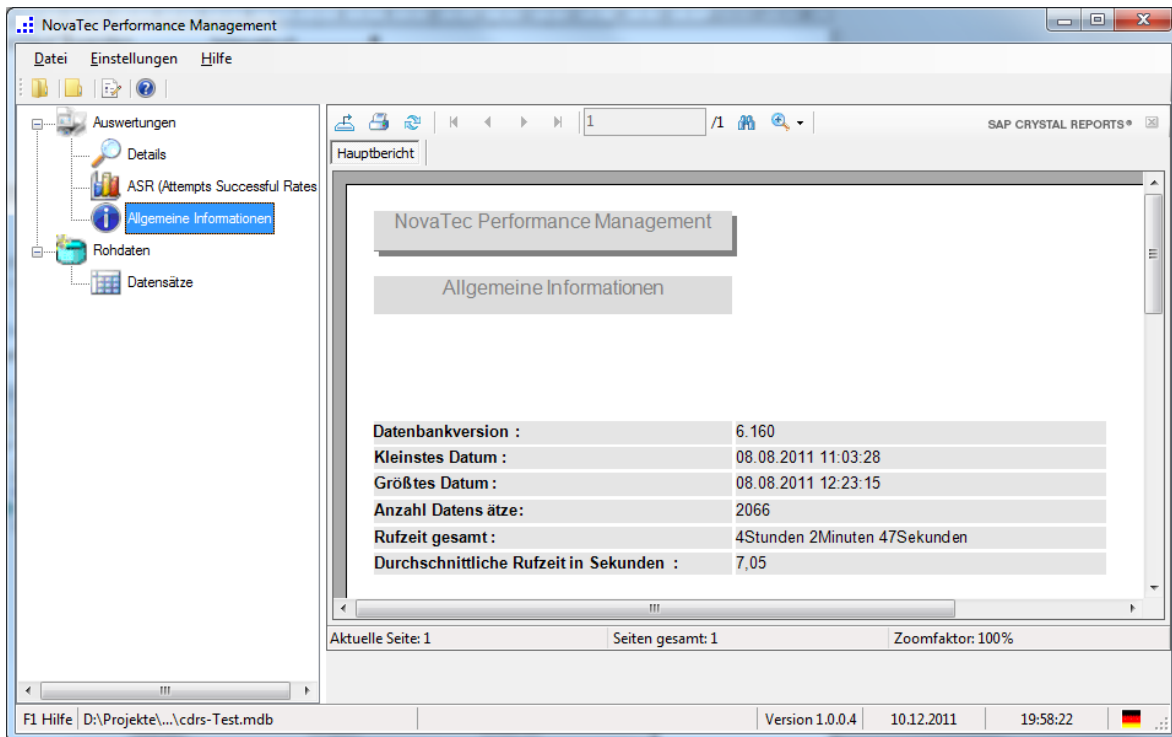 NovaTec Performance Management
Datei Einstellungen Hilfe
Auswertungen
Details
ASR (Attempts Successful Rates
Allgemeine Informationen
Rohdaten
Datensätze
1 /1 SAP CRYSTAL REPORTS®
Hauptbericht
NovaTec Performance Management
Allgemeine Informationen
Datenbankversion : 6.160
Kleinstes Datum : 08.08.2011 11:03:28
Größtes Datum : 08.08.2011 12:23:15
Anzahl Datens ätze: 2066
Rufzeit gesamt : 4Stunden 2Minuten 47Sekunden
Durchschnittliche Rufzeit in Sekunden : 7,05
Aktuelle Seite: 1 Seiten gesamt: 1 Zoomfaktor: 100%
F1 Hilfe D:\Projekte\...\cdrs-Test.mdb Version 1.0.0.4 10.12.2011 19:58:22